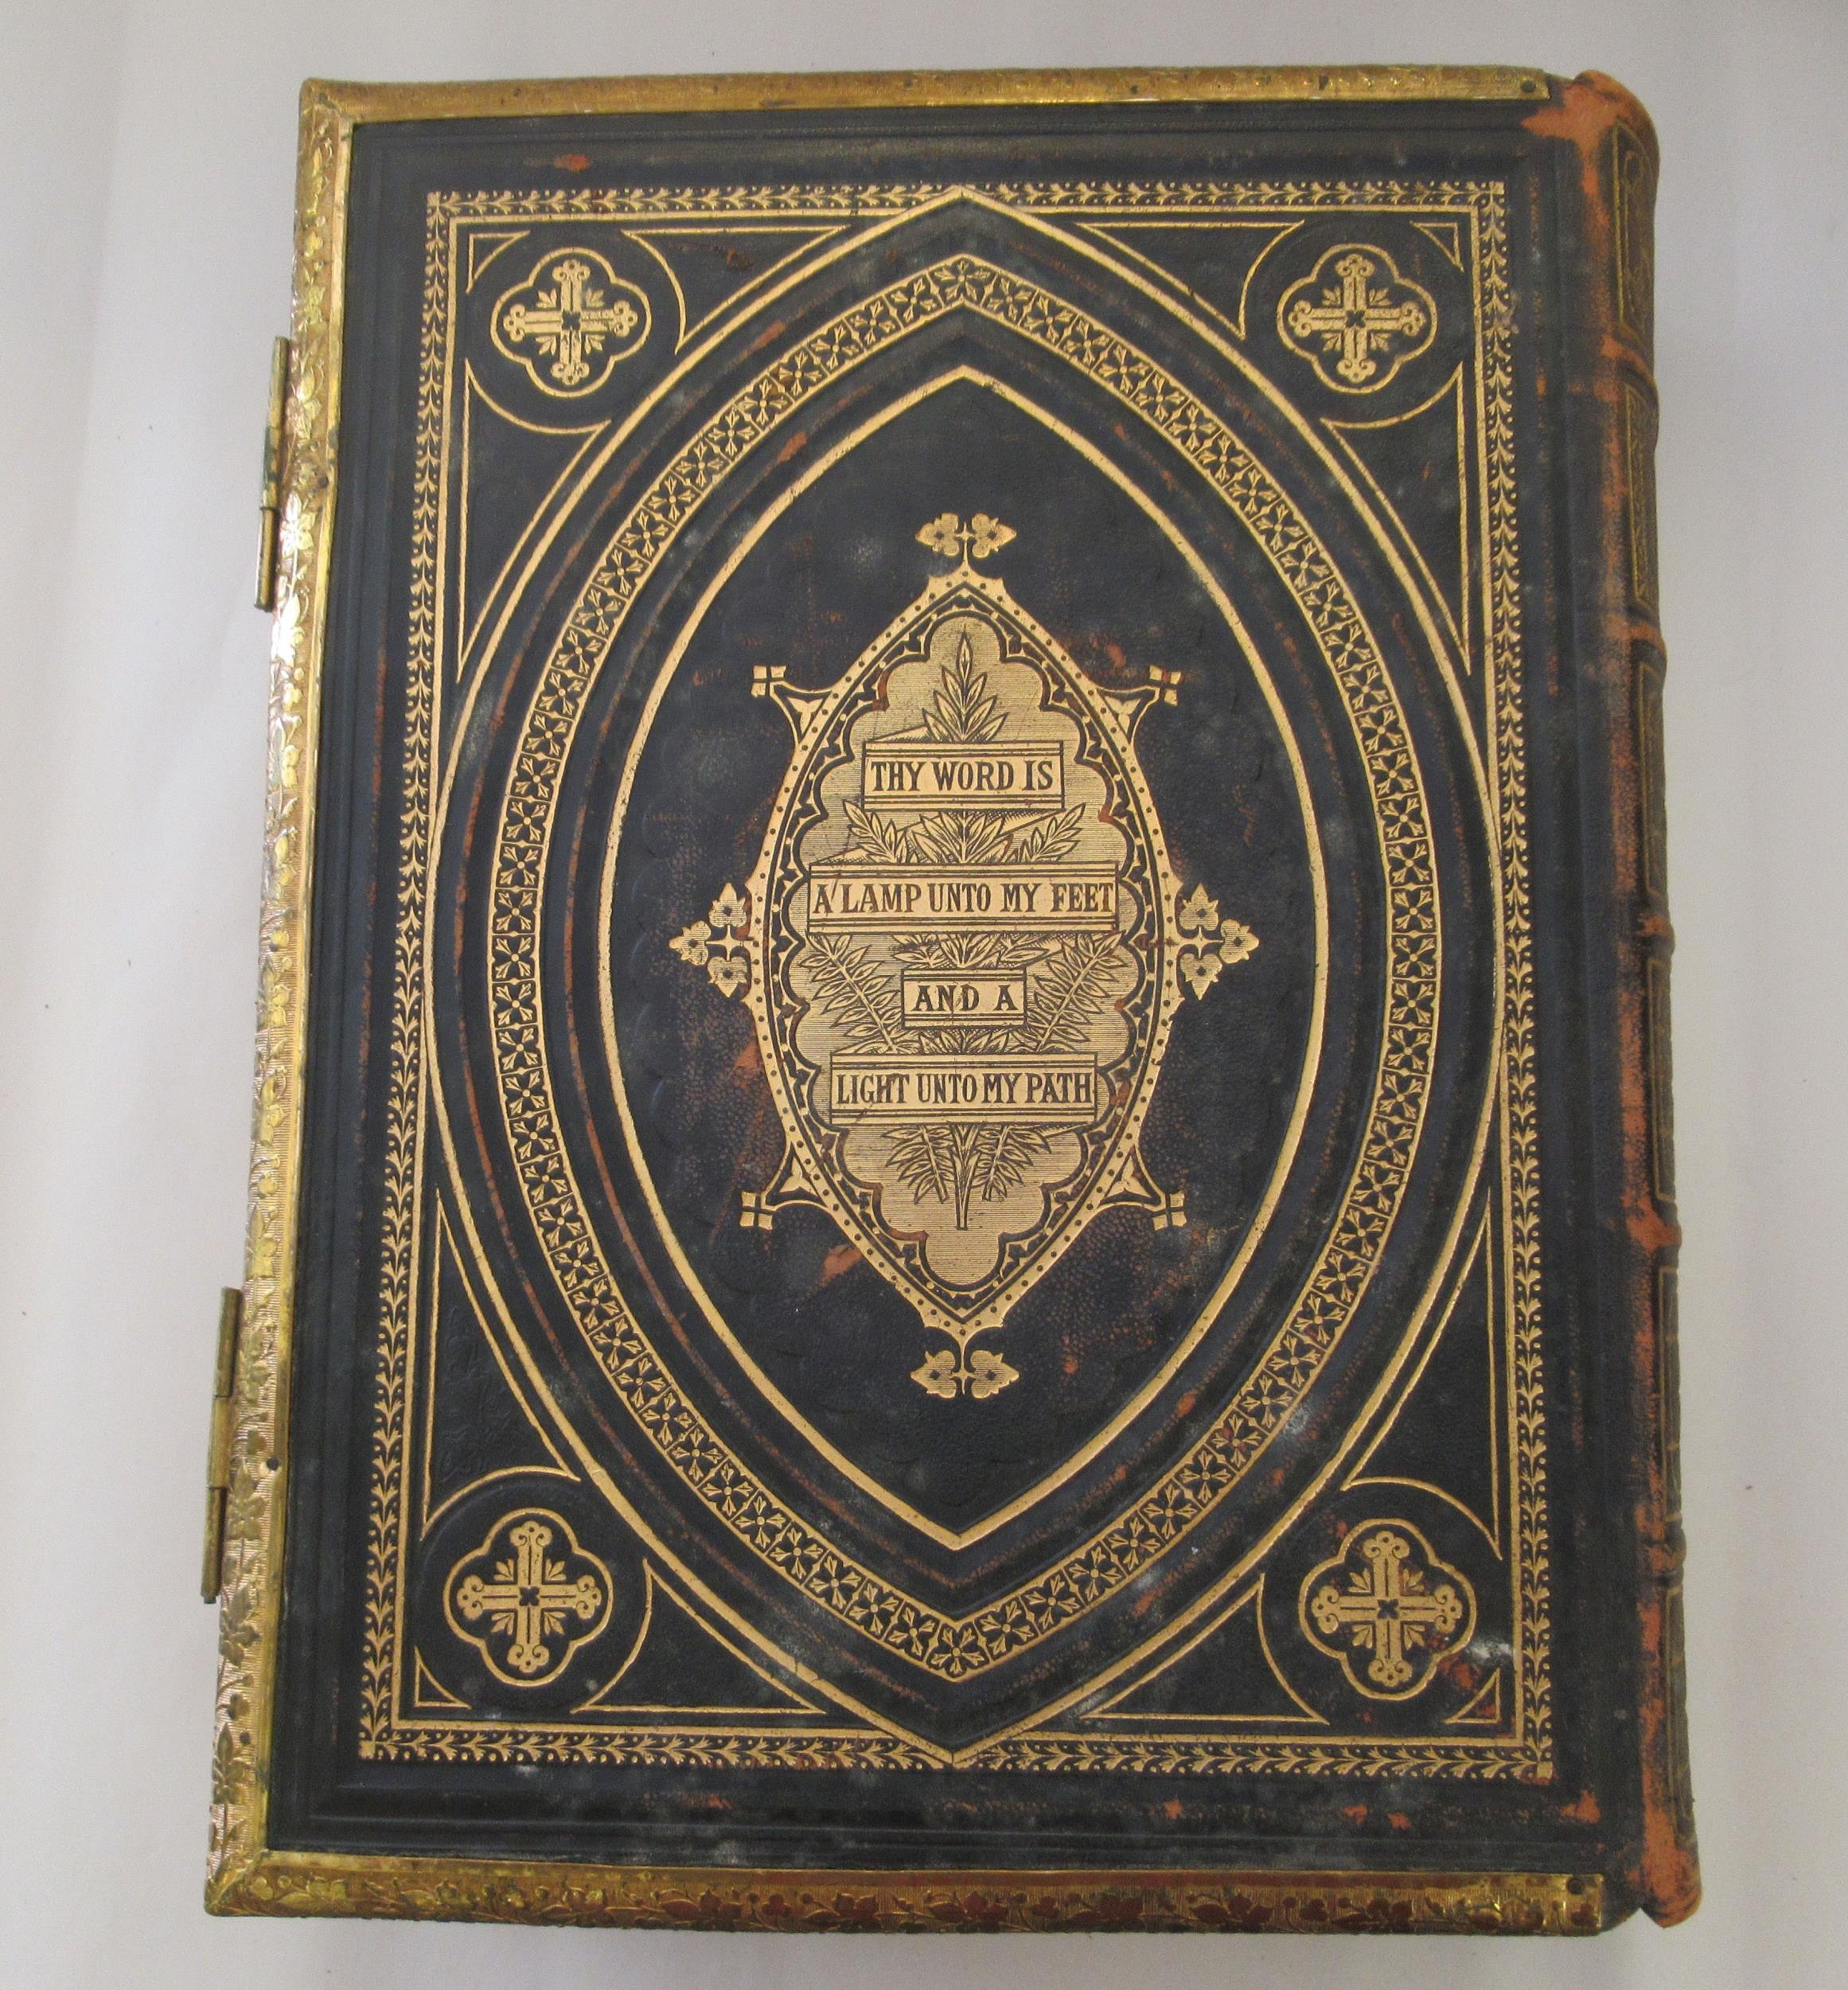 THY WORD IS
A LAMP UNTO MY FEET
AND A
LIGHT UNTO MY PATH